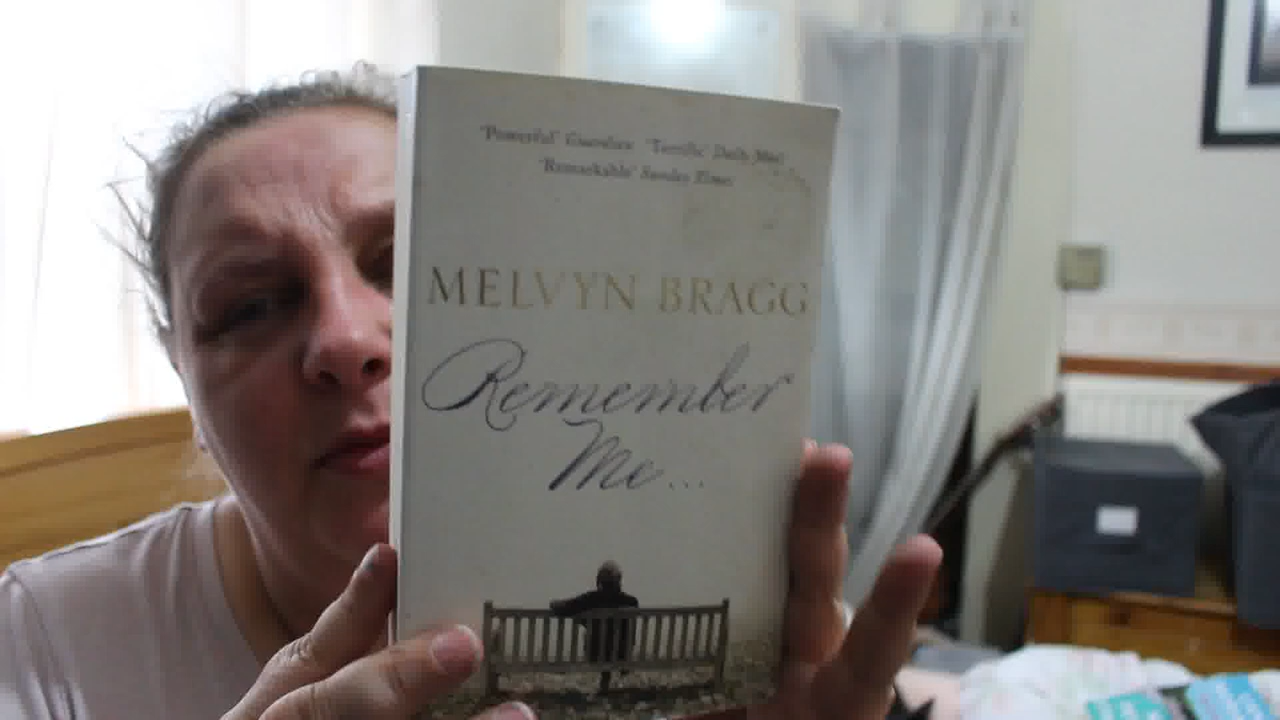 'Powerful' Guardian 'Terrific' Daily Mail
'Remarkable' Sunday Times
MELVYN BRAGG
Remember
Me...